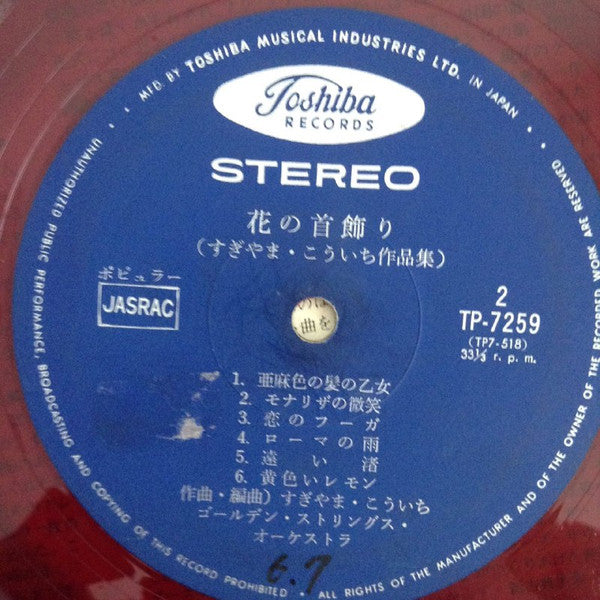 MFD. BY TOSHIBA MUSICAL INDUSTRIES LTD. IN JAPAN
Toshiba
RECORDS
STEREO
花の首飾り
(すぎやま・こういち作品集)
ポピュラー
JASRAC
2
TP-7259
(TP7-518)
33⅓ r. p. m.
1. 亜麻色の髪の乙女
2. モナリザの微笑
3. 恋のフーガ
4. ローマの雨
5. 遠い渚
6. 黄色いレモン
作曲・編曲) すぎやま・こういち
ゴールデン・ストリングス・
オーケストラ
6.7
UNAUTHORIZED PUBLIC PERFORMANCE, BROADCASTING AND COPYING OF THIS RECORD PROHIBITED • ALL RIGHTS OF THE MANUFACTURER AND OF THE OWNER OF THE RECORDED WORK ARE RESERVED